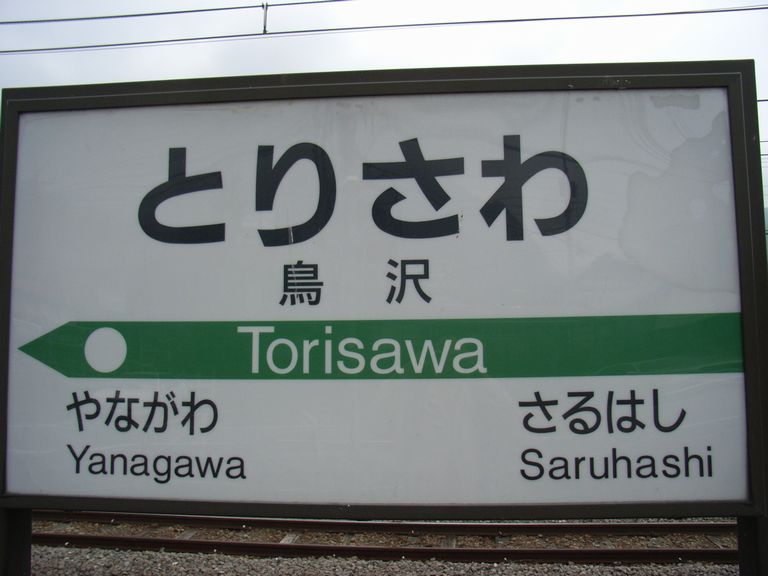 とりさわ
鳥沢
Torisawa
やながわ さるはし
Yanagawa Saruhashi